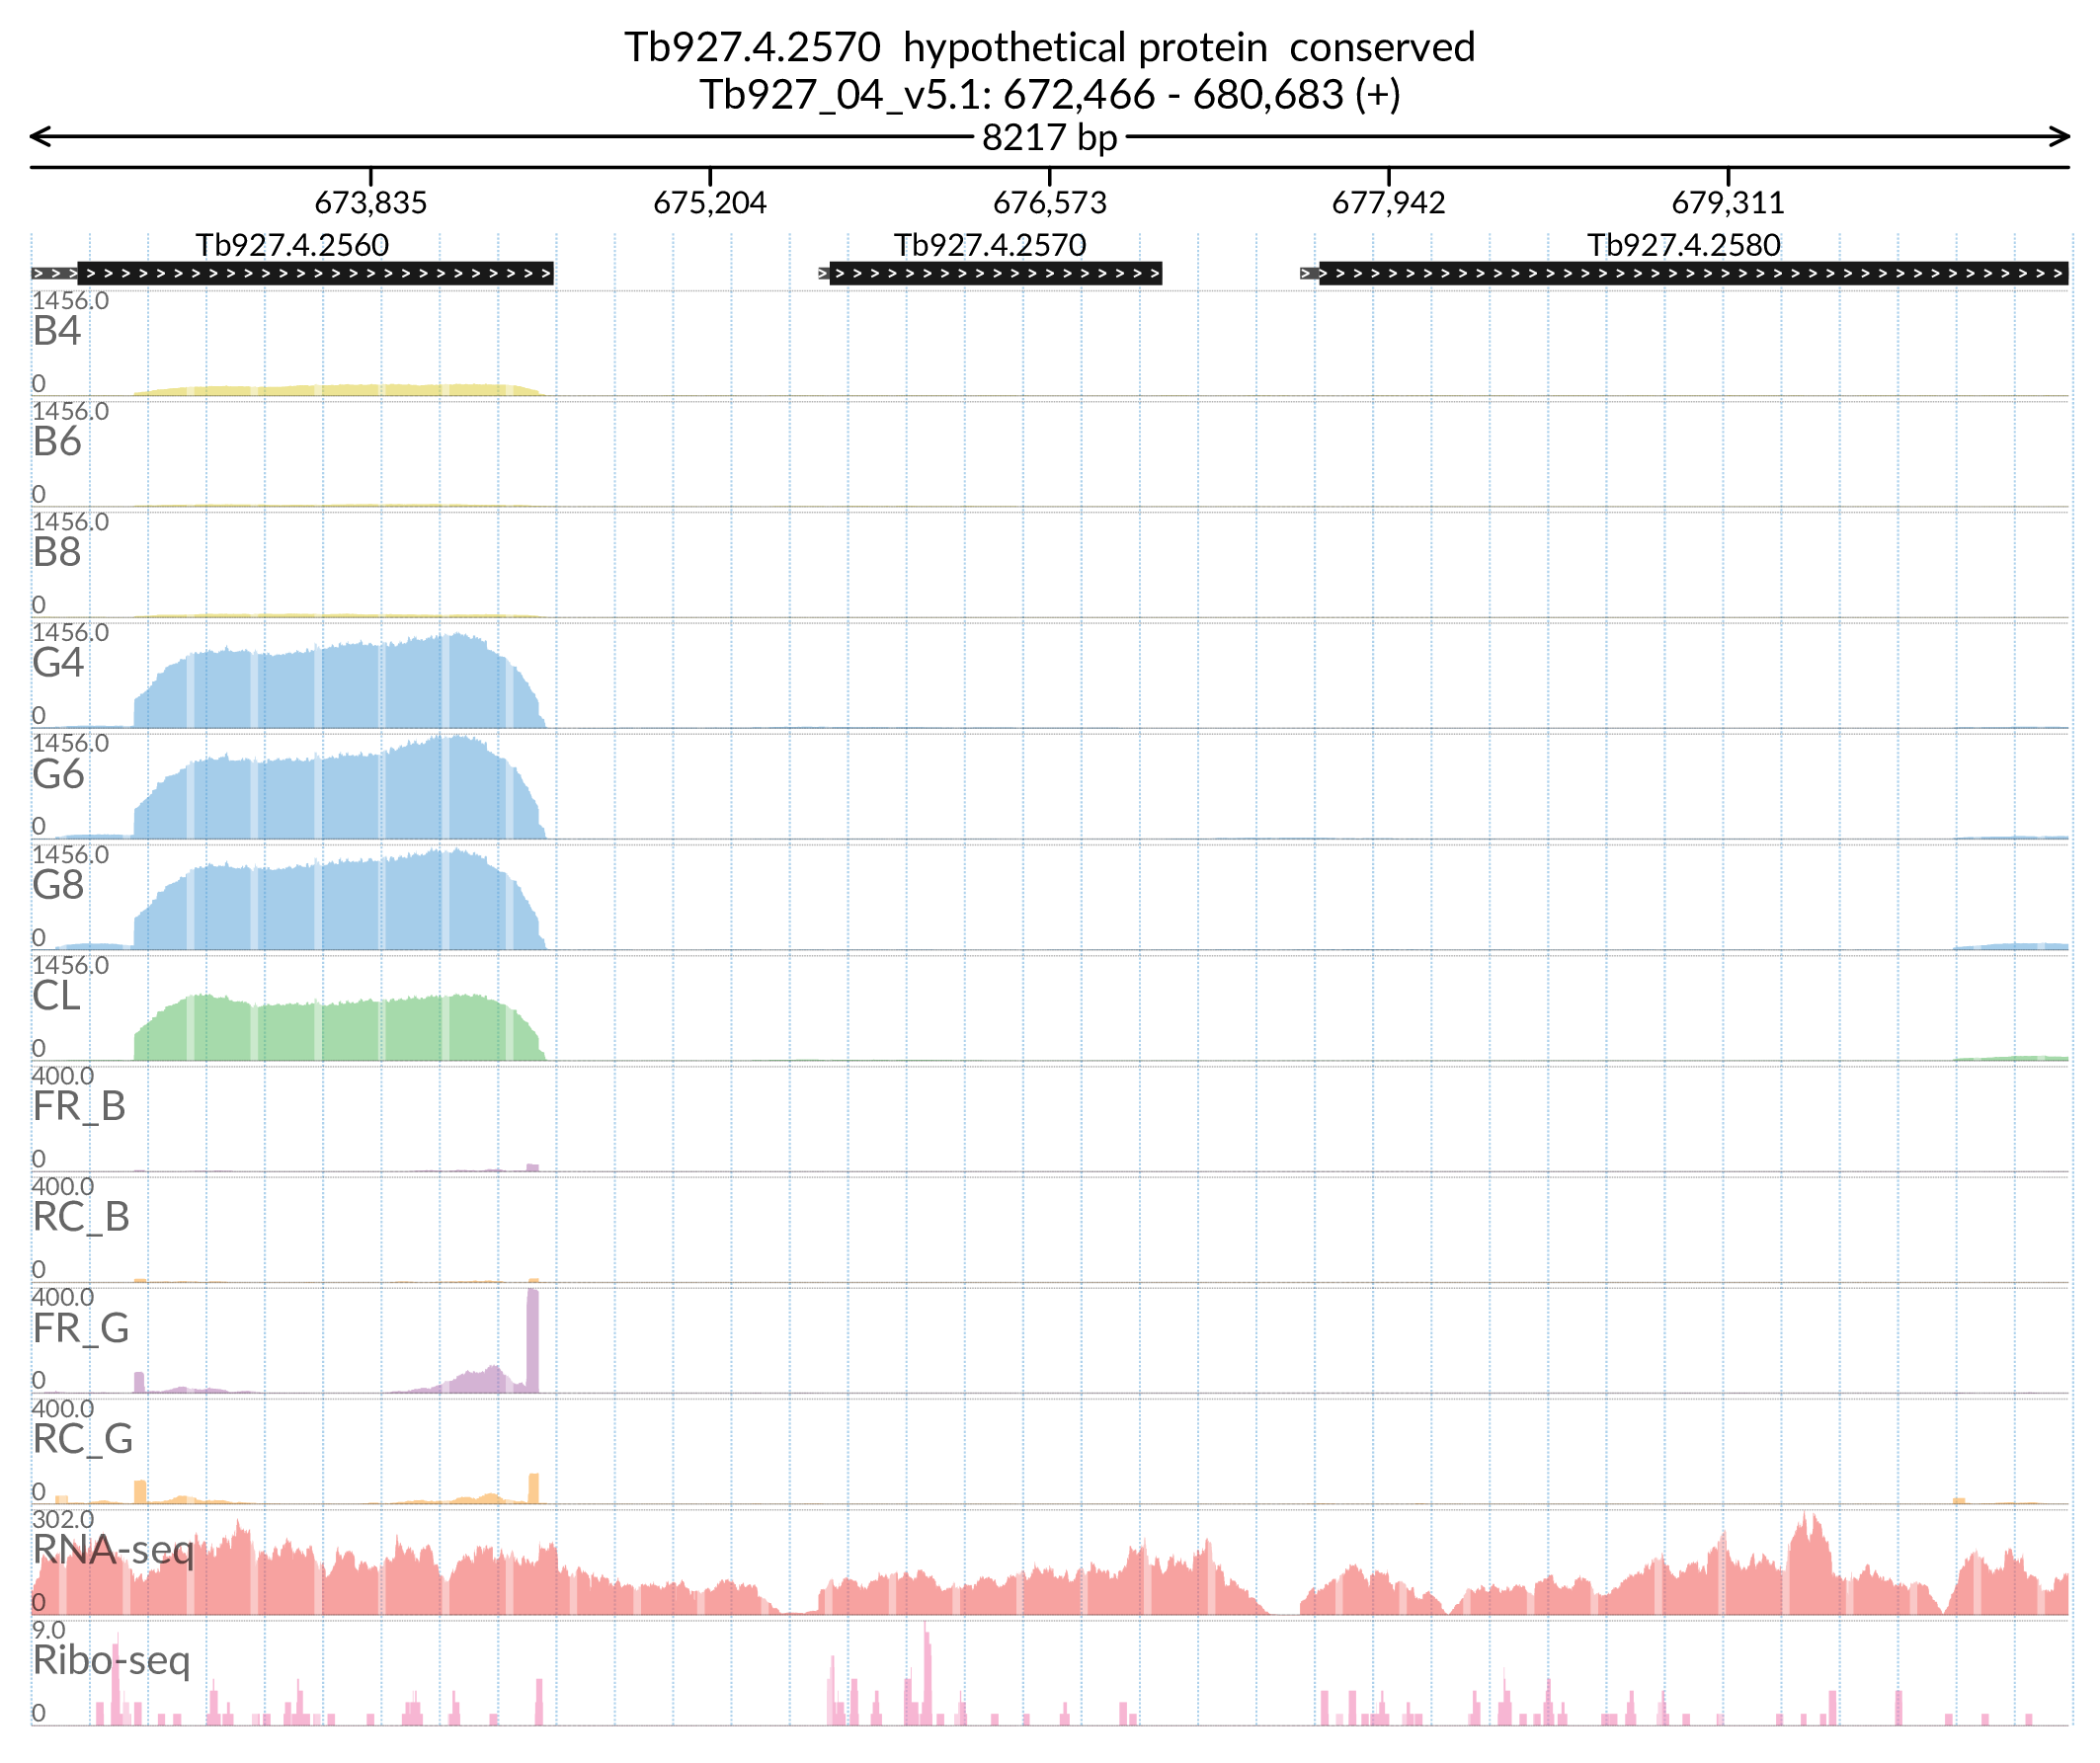 Tb927.4.2570  hypothetical protein  conserved
Tb927_04_v5.1: 672,466 - 680,683 (+)
8217 bp
673,835 675,204 676,573 677,942 679,311
Tb927.4.2560 Tb927.4.2570 Tb927.4.2580
1456.0
B4
0
1456.0
B6
0
1456.0
B8
0
1456.0
G4
0
1456.0
G6
0
1456.0
G8
0
1456.0
CL
0
400.0
FR_B
0
400.0
RC_B
0
400.0
FR_G
0
400.0
RC_G
0
302.0
RNA-seq
0
9.0
Ribo-seq
0